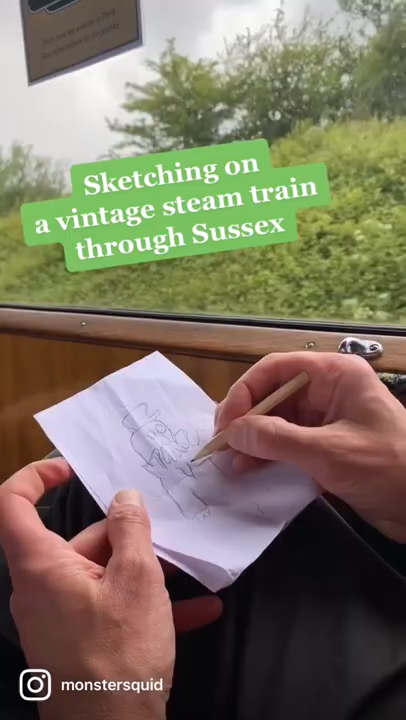 Sketching on
a vintage steam train
through Sussex
monstersquid